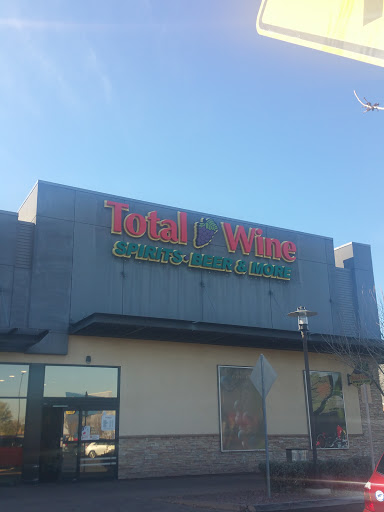 Total Wine
SPIRITS • BEER & MORE